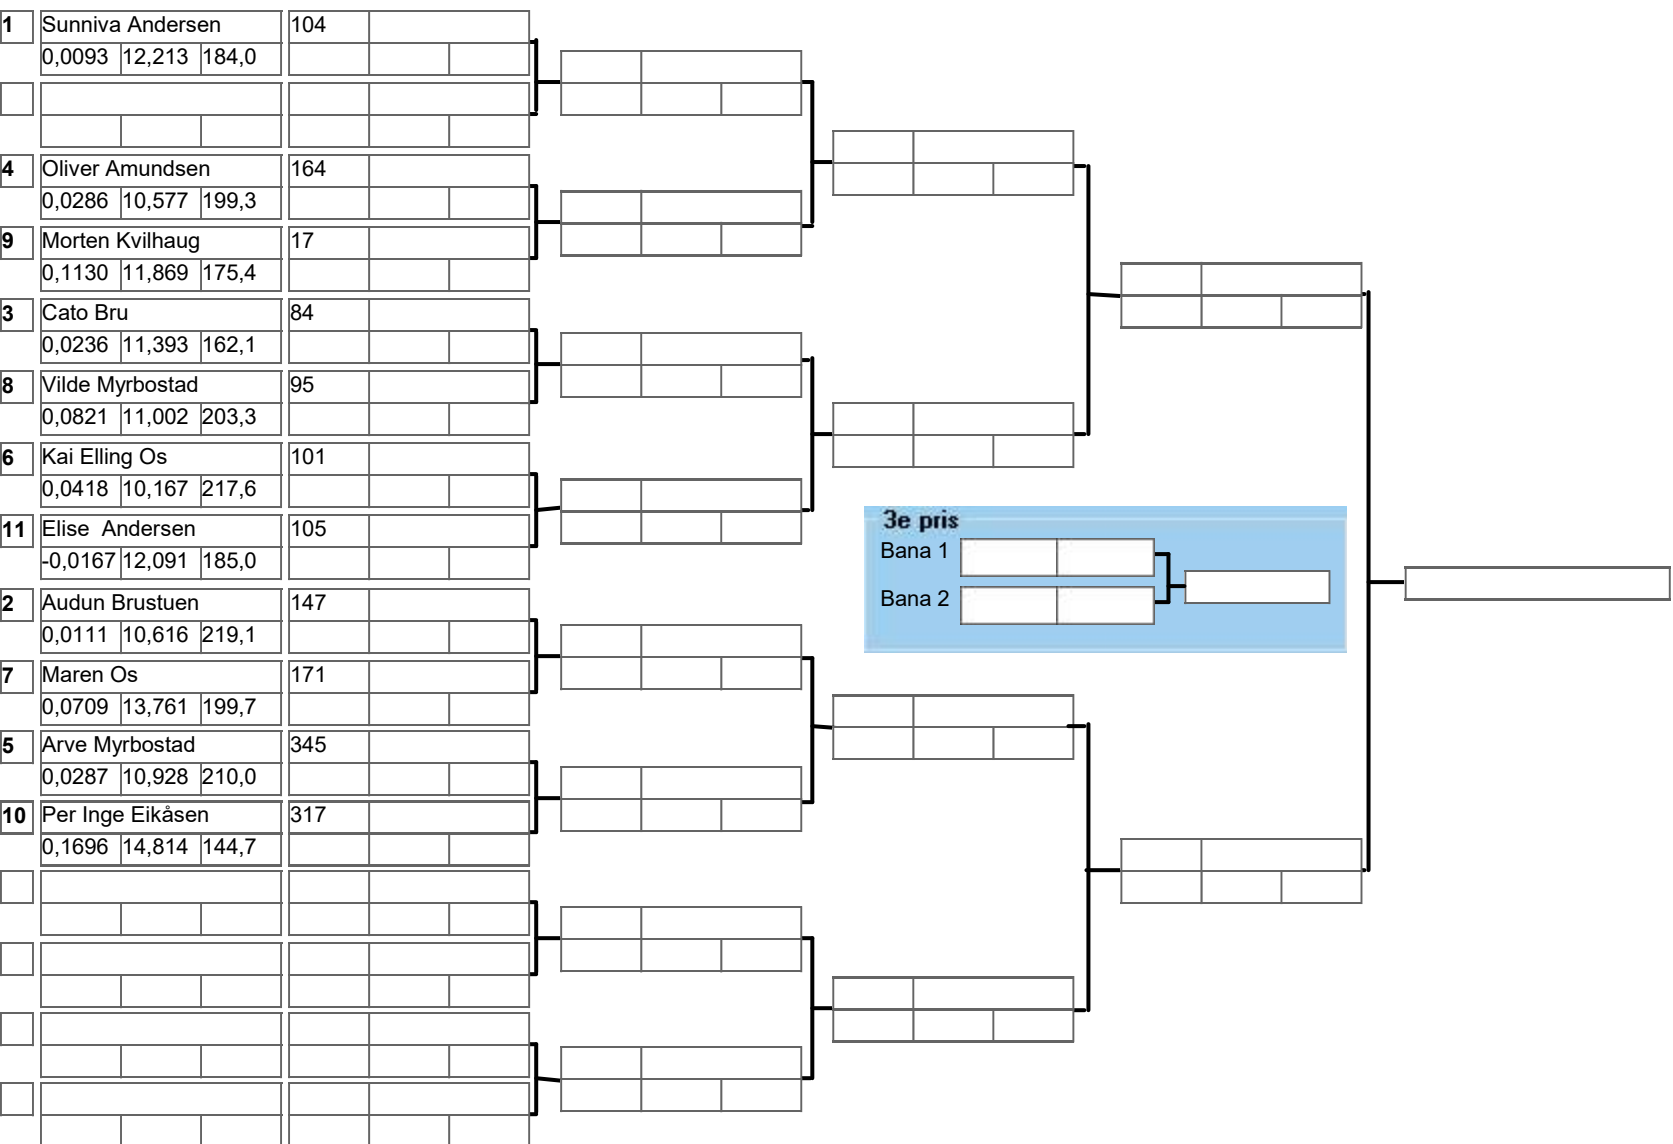 1 Sunniva Andersen 104
0,0093 12,213 184,0
4 Oliver Amundsen 164
0,0286 10,577 199,3
9 Morten Kvilhaug 17
0,1130 11,869 175,4
3 Cato Bru 84
0,0236 11,393 162,1
8 Vilde Myrbostad 95
0,0821 11,002 203,3
6 Kai Elling Os 101
0,0418 10,167 217,6
11 Elise  Andersen 105
-0,0167 12,091 185,0
2 Audun Brustuen 147
0,0111 10,616 219,1
7 Maren Os 171
0,0709 13,761 199,7
5 Arve Myrbostad 345
0,0287 10,928 210,0
10 Per Inge Eikåsen 317
0,1696 14,814 144,7
3e pris
Bana 1
Bana 2